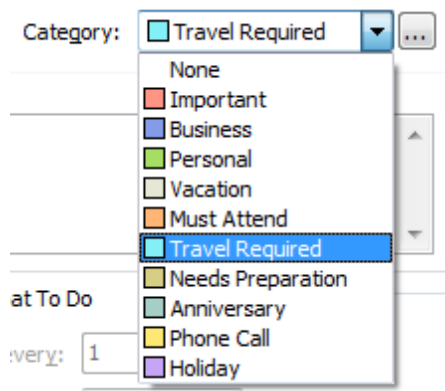 Category: Travel Required ...
None
Important
Business
Personal
Vacation
Must Attend
Travel Required
Needs Preparation
at To Do
Anniversary
Phone Call
very: 1
Holiday